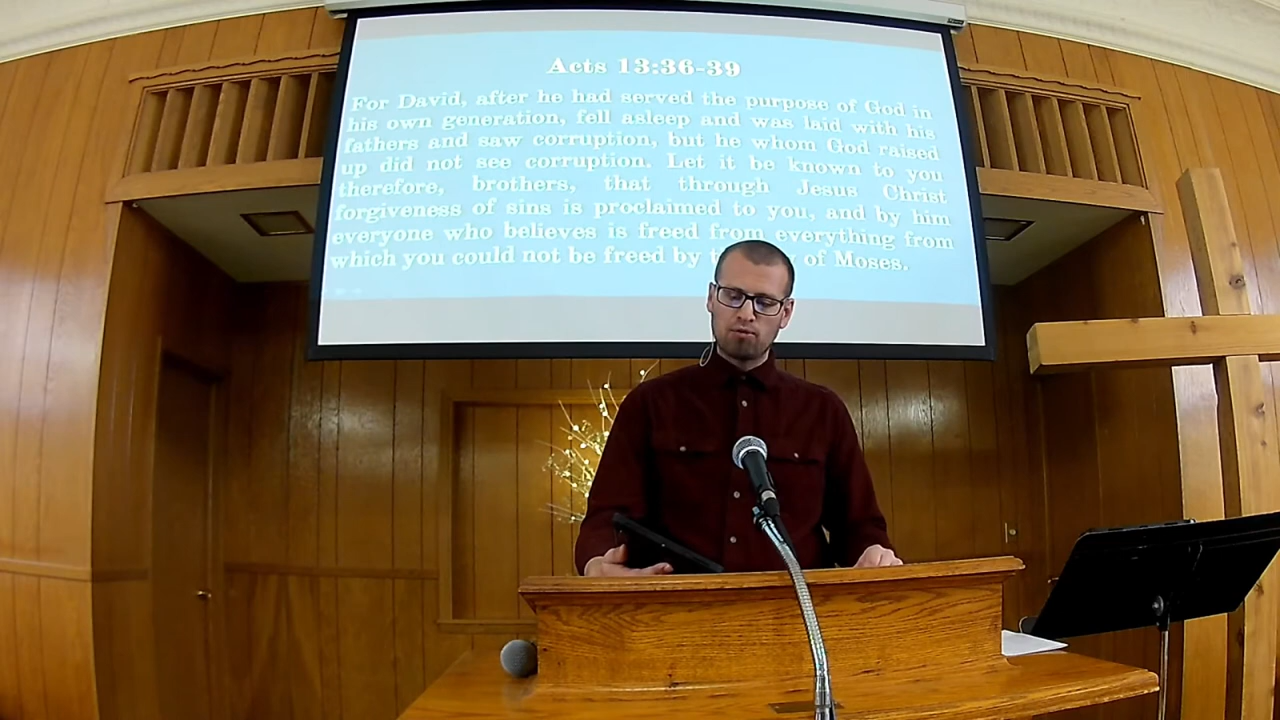 Acts 13:36-39
For David, after he had served the purpose of God in
his own generation, fell asleep and was laid with his
fathers and saw corruption, but he whom God raised
up did not see corruption. Let it be known to you
therefore, brothers, that through Jesus Christ
forgiveness of sins is proclaimed to you, and by him
everyone who believes is freed from everything from
which you could not be freed by of Moses.